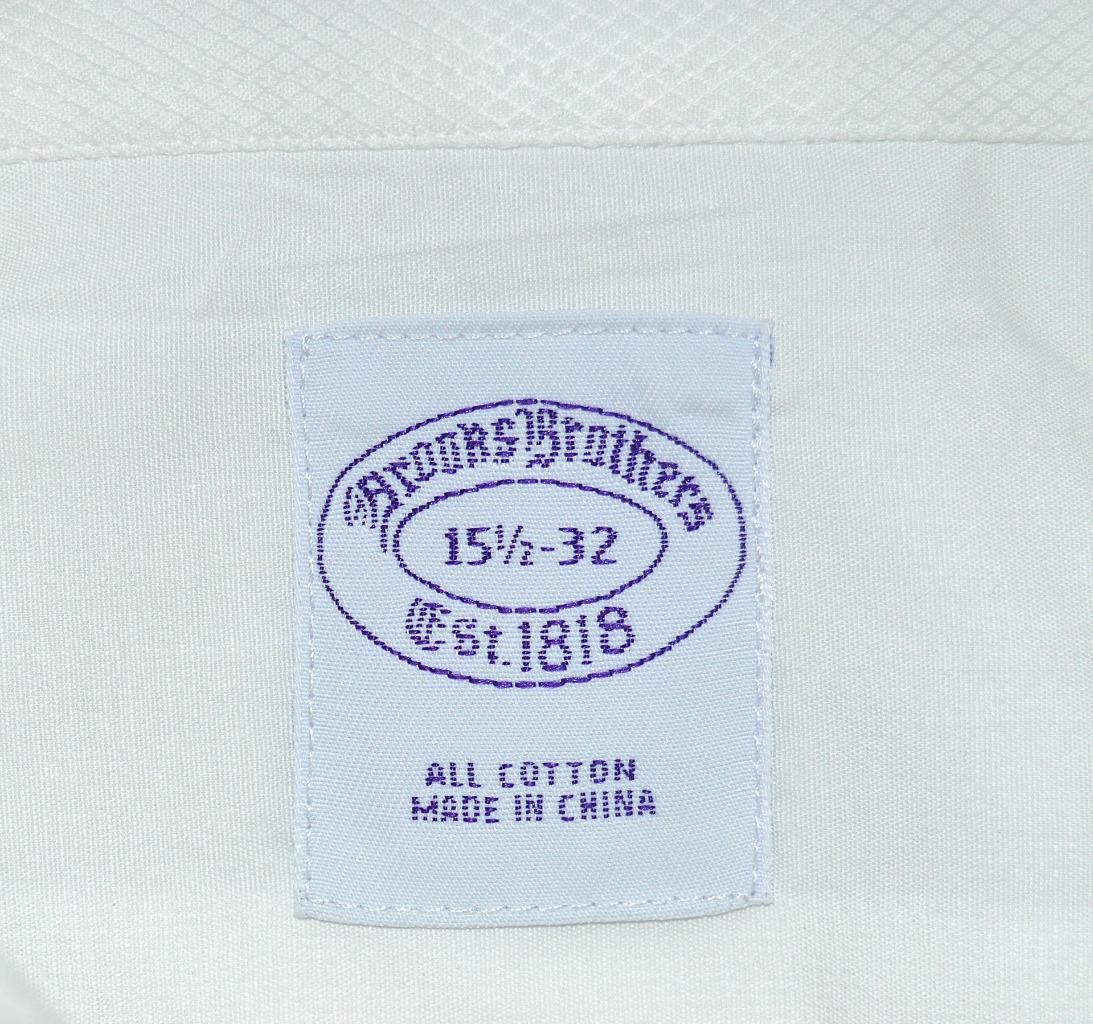 Brooks Brothers
15½-32
Est. 1818
ALL COTTON
MADE IN CHINA